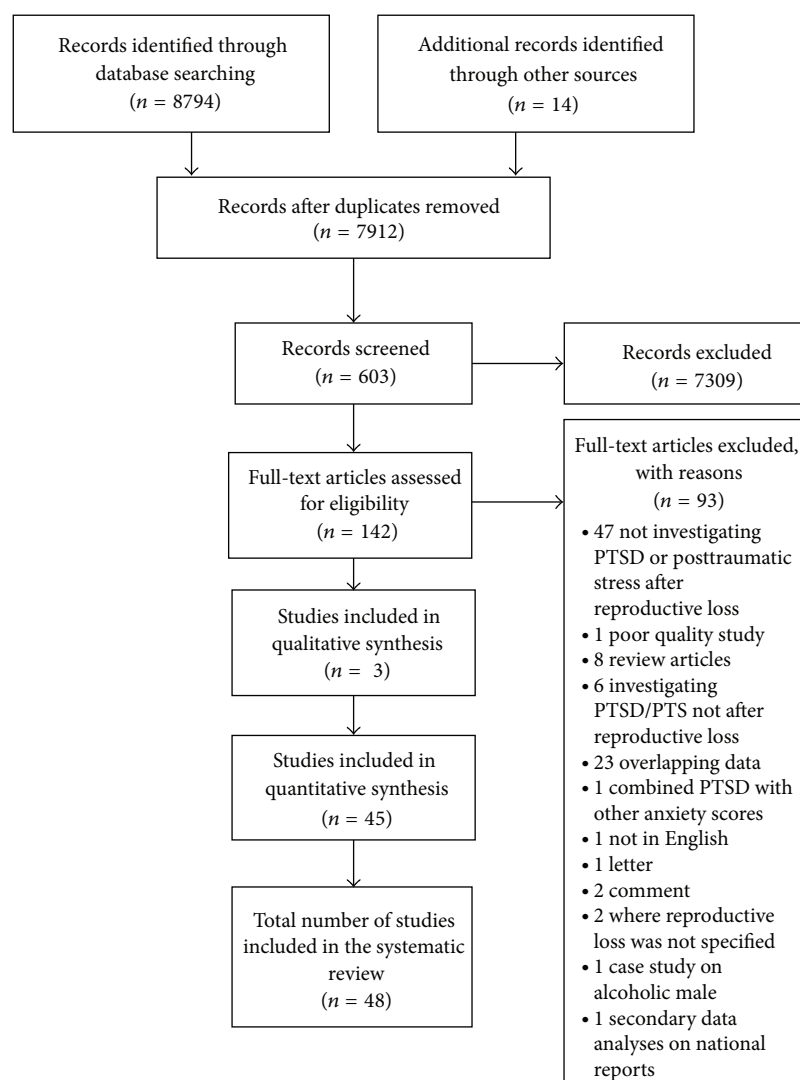 Records identified through
database searching
(n = 8794)
Additional records identified
through other sources
(n = 14)
Records after duplicates removed
(n = 7912)
Records screened
(n = 603)
Records excluded
(n = 7309)
Full-text articles assessed
for eligibility
(n = 142)
Full-text articles excluded,
with reasons
(n = 93)
• 47 not investigating
PTSD or posttraumatic
stress after
reproductive loss
• 1 poor quality study
• 8 review articles
• 6 investigating
PTSD/PTS not after
reproductive loss
• 23 overlapping data
• 1 combined PTSD with
other anxiety scores
• 1 not in English
• 1 letter
• 2 comment
• 2 where reproductive
loss was not specified
• 1 case study on
alcoholic male
• 1 secondary data
analyses on national
reports
Studies included in
qualitative synthesis
(n = 3)
Studies included in
quantitative synthesis
(n = 45)
Total number of studies
included in the systematic
review
(n = 48)